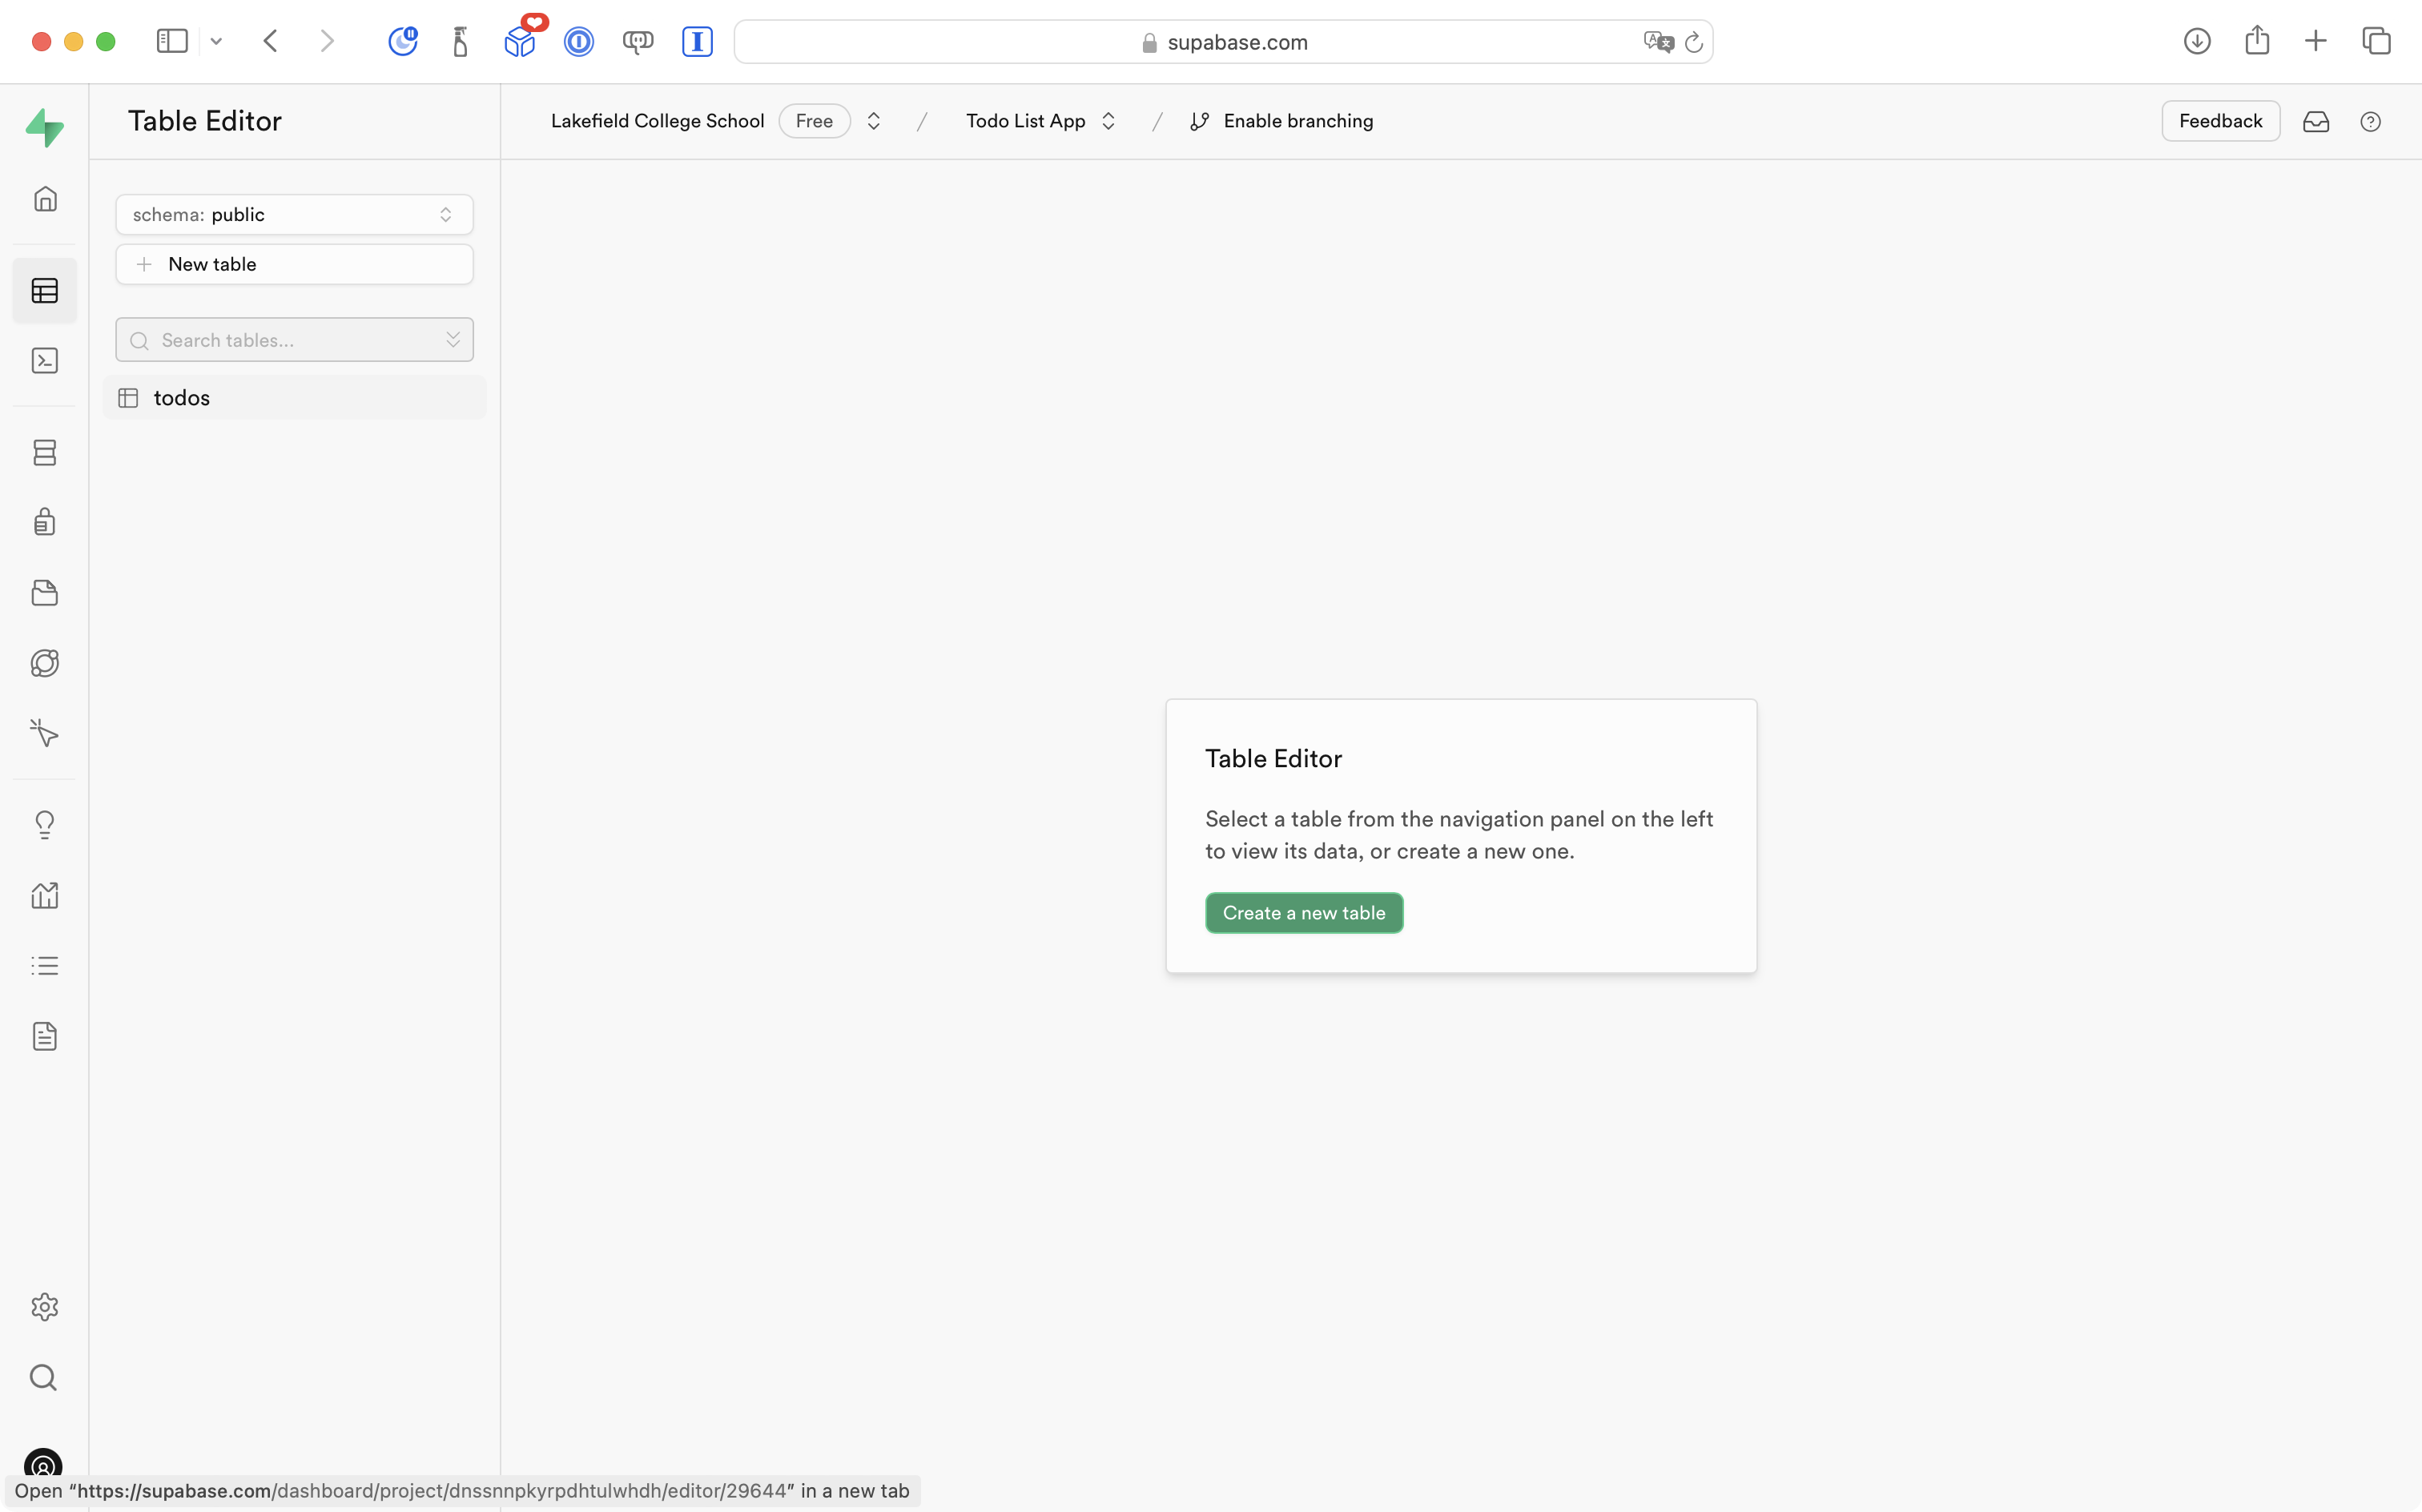 supabase.com
Table Editor
Lakefield College School Free / Todo List App / Enable branching
Feedback
schema: public
New table
Search tables...
todos
Table Editor
Select a table from the navigation panel on the left
to view its data, or create a new one.
Create a new table
Open “https://supabase.com/dashboard/project/dnssnnpkyrpdhtulwhdh/editor/29644” in a new tab